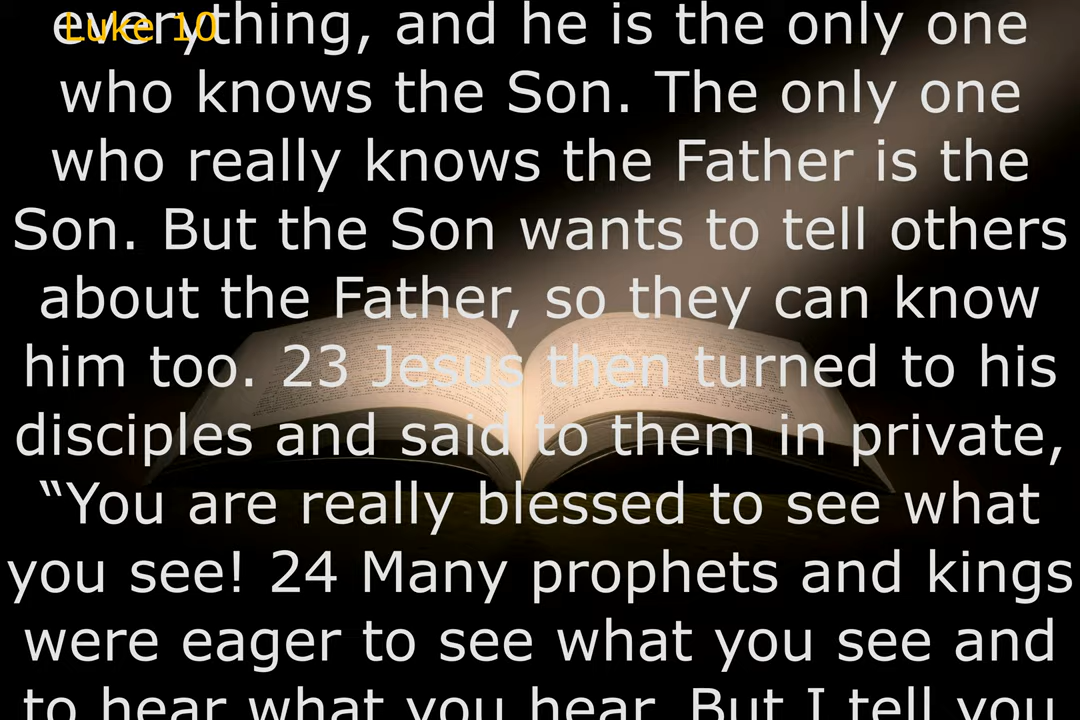 Luke 10
everything, and he is the only one
who knows the Son. The only one
who really knows the Father is the
Son. But the Son wants to tell others
about the Father, so they can know
him too. 23 Jesus then turned to his
disciples and said to them in private,
“You are really blessed to see what
you see! 24 Many prophets and kings
were eager to see what you see and
to hear what you hear. But I tell you